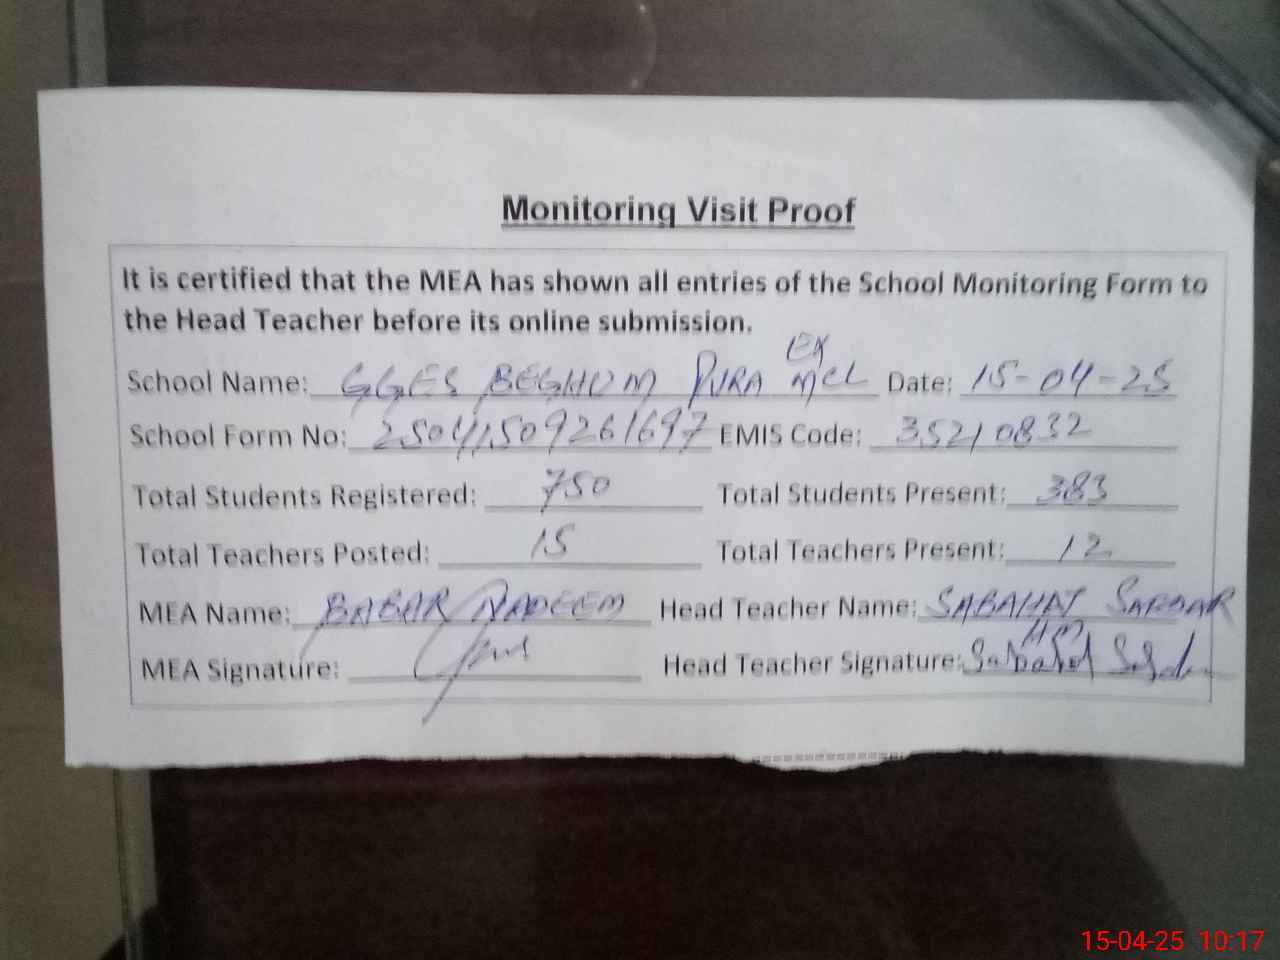 Monitoring Visit Proof
It is certified that the MEA has shown all entries of the School Monitoring Form to
the Head Teacher before its online submission.
School Name: GGES BEGHUM PURA EX MCL Date: 15-04-25
School Form No: 25041509261697 EMIS Code: 35210832
Total Students Registered: 750 Total Students Present: 383
Total Teachers Posted: 15 Total Teachers Present: 12
MEA Name: BABAR NADEEM Head Teacher Name: SABAHAT SARDAR
MEA Signature: Head Teacher Signature:
15-04-25 10:17